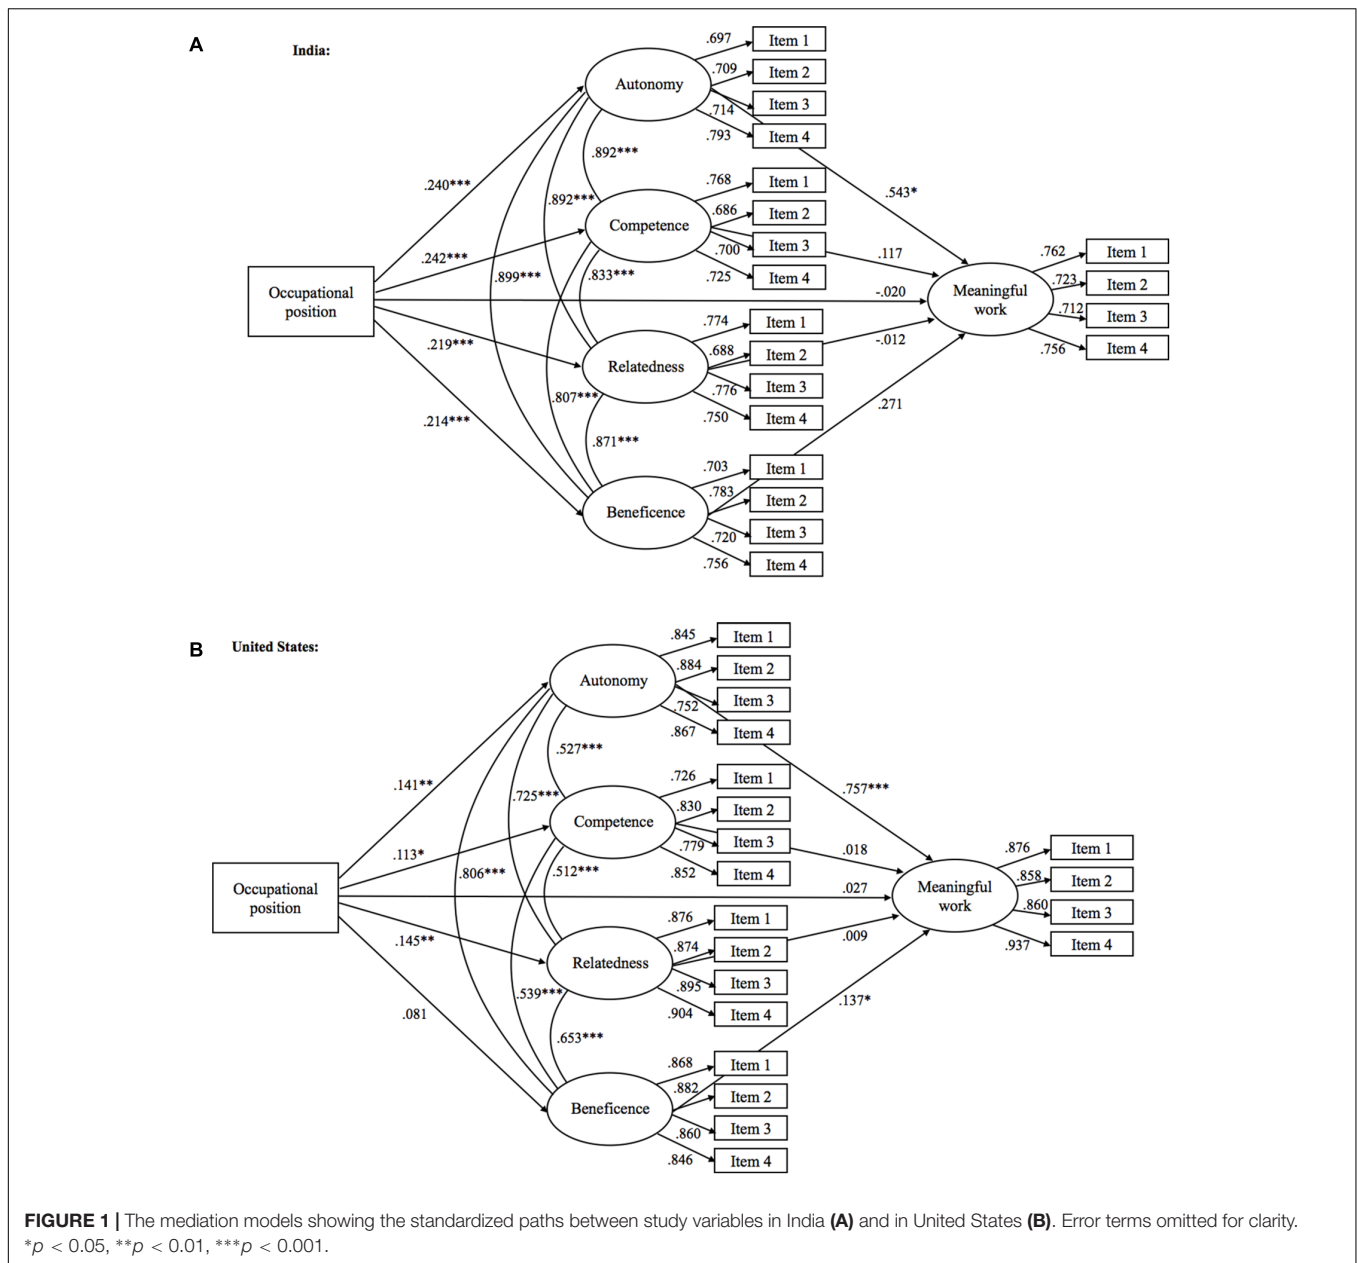 A
India:
.697
Item 1
.709
Item 2
Autonomy
Item 3
.714
.793
Item 4
.892***
.240***
.768
Item 1
.892***
.543*
.686
Item 2
Competence
Item 3
.700
.117
.242***
.725
Item 4
.899***
.833***
.762
Item 1
.723
Item 2
Occupational
position
-.020
Meaningful
work
.712
Item 3
.756
Item 4
.774
Item 1
.219***
.688
Item 2
-.012
Relatedness
Item 3
.776
.807***
.750
Item 4
.271
.214***
.871***
.703
Item 1
.783
Item 2
Beneficence
Item 3
.720
.756
Item 4
B
United States:
.845
Item 1
.884
Item 2
Autonomy
Item 3
.752
.867
Item 4
.527***
.141**
.726
Item 1
.757***
.725***
.830
Item 2
Competence
Item 3
.779
.018
.113*
.852
Item 4
.806***
.512***
.876
Item 1
.858
Item 2
Occupational
position
.027
Meaningful
work
.860
Item 3
.937
Item 4
.876
Item 1
.145**
.874
Item 2
.009
Relatedness
Item 3
.895
.539***
.904
Item 4
.137*
.081
.653***
.868
Item 1
.882
Item 2
Beneficence
Item 3
.860
.846
Item 4
FIGURE 1 | The mediation models showing the standardized paths between study variables in India (A) and in United States (B). Error terms omitted for clarity.
*p < 0.05, **p < 0.01, ***p < 0.001.